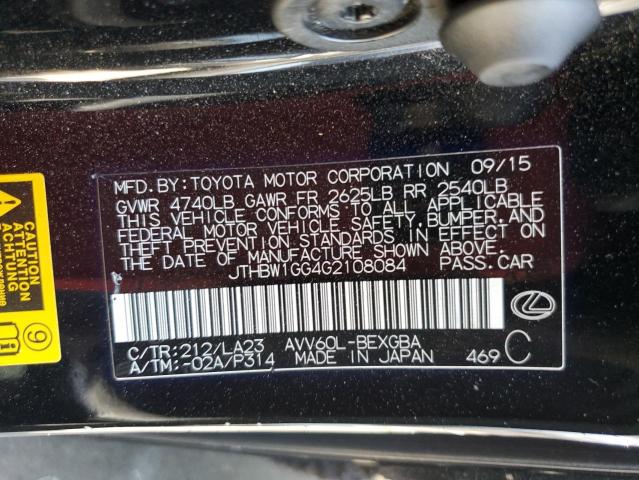 MFD.BY:TOYOTA MOTOR CORPORATION 09/15
GVWR 4740LB GAWR FR 2625LB RR 2540LB
THIS VEHICLE CONFORMS TO ALL APPLICABLE
FEDERAL MOTOR VEHICLE SAFETY, BUMPER, AND
THEFT PREVENTION STANDARDS IN EFFECT ON
THE DATE OF MANUFACTURE SHOWN ABOVE.
JTHBW1GG4G2108084 PASS.CAR
C/TR:212/LA23 AVV60L-BEXGBA
A/TM:-02A/P314 MADE IN JAPAN 469 C
9